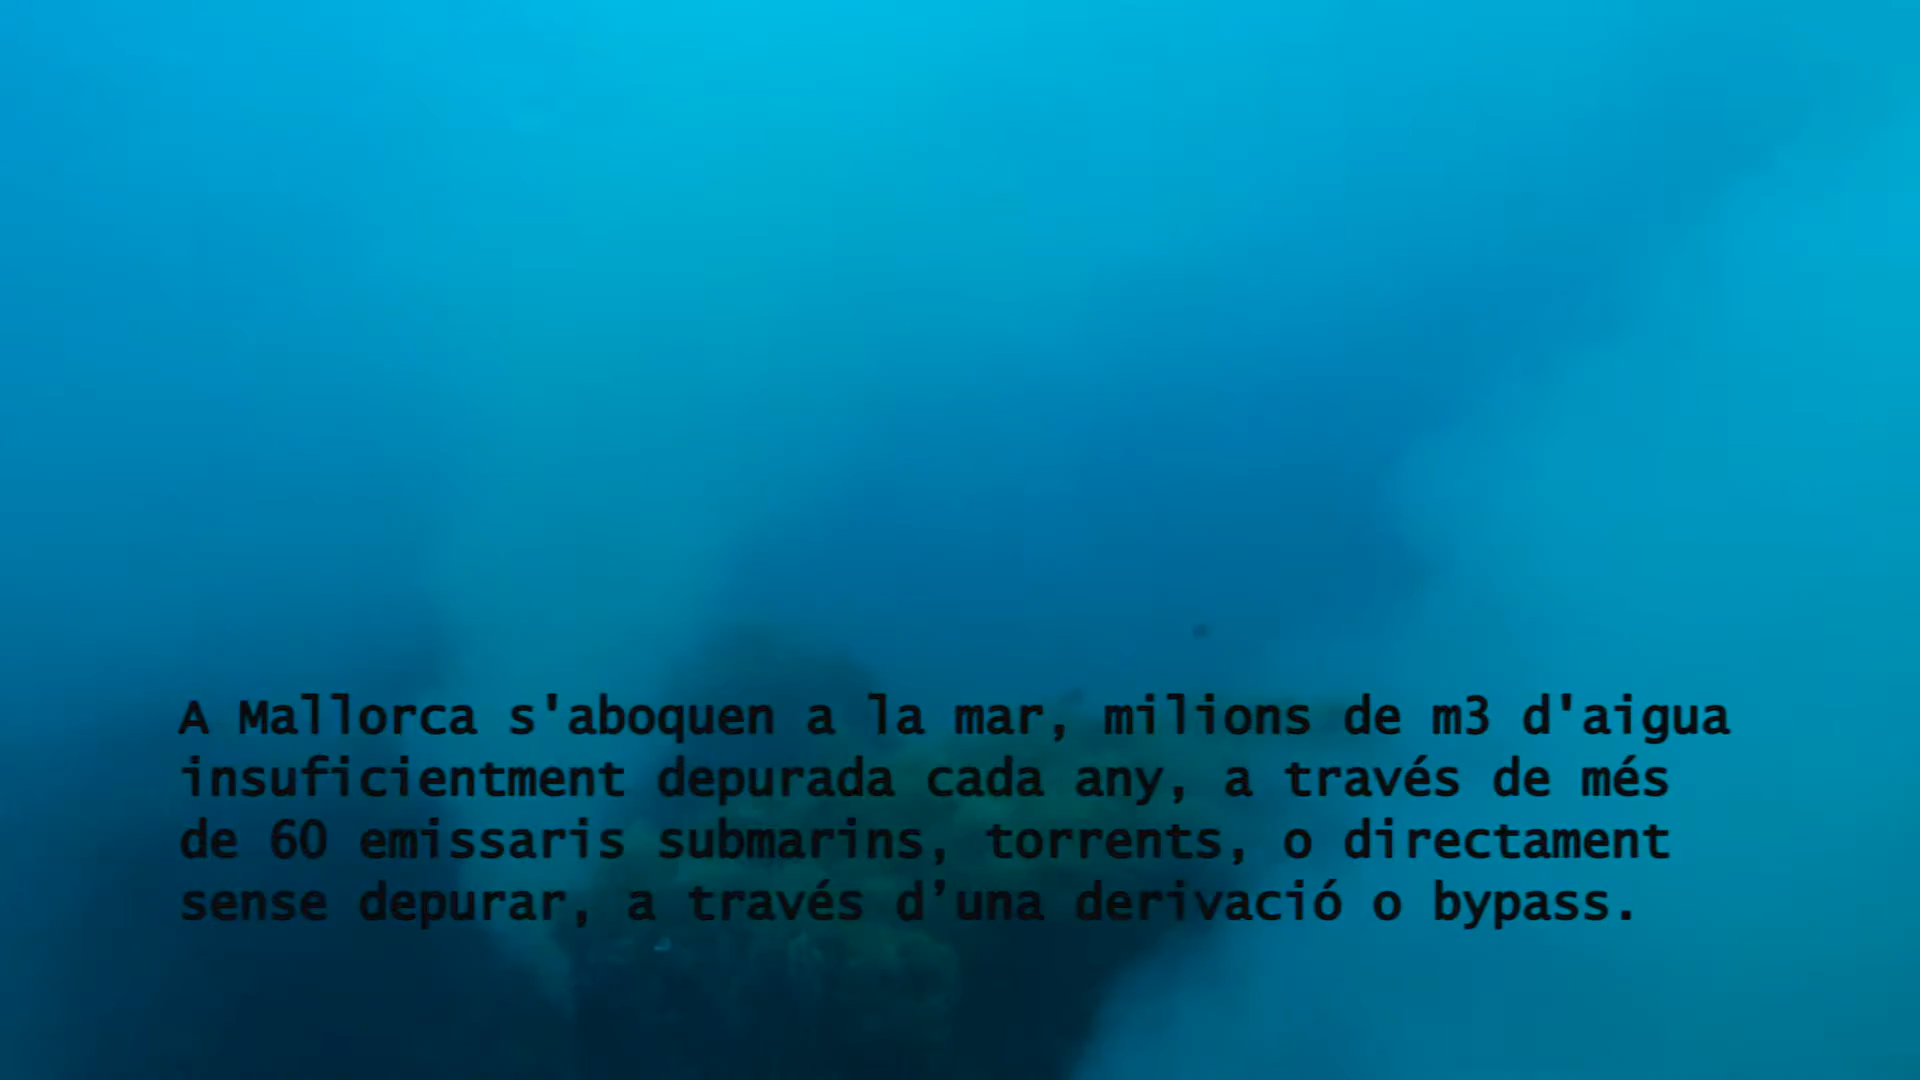 A Mallorca s'aboquen a la mar, milions de m3 d'aigua
insuficientment depurada cada any, a través de més
de 60 emissaris submarins, torrents, o directament
sense depurar, a través d’una derivació o bypass.